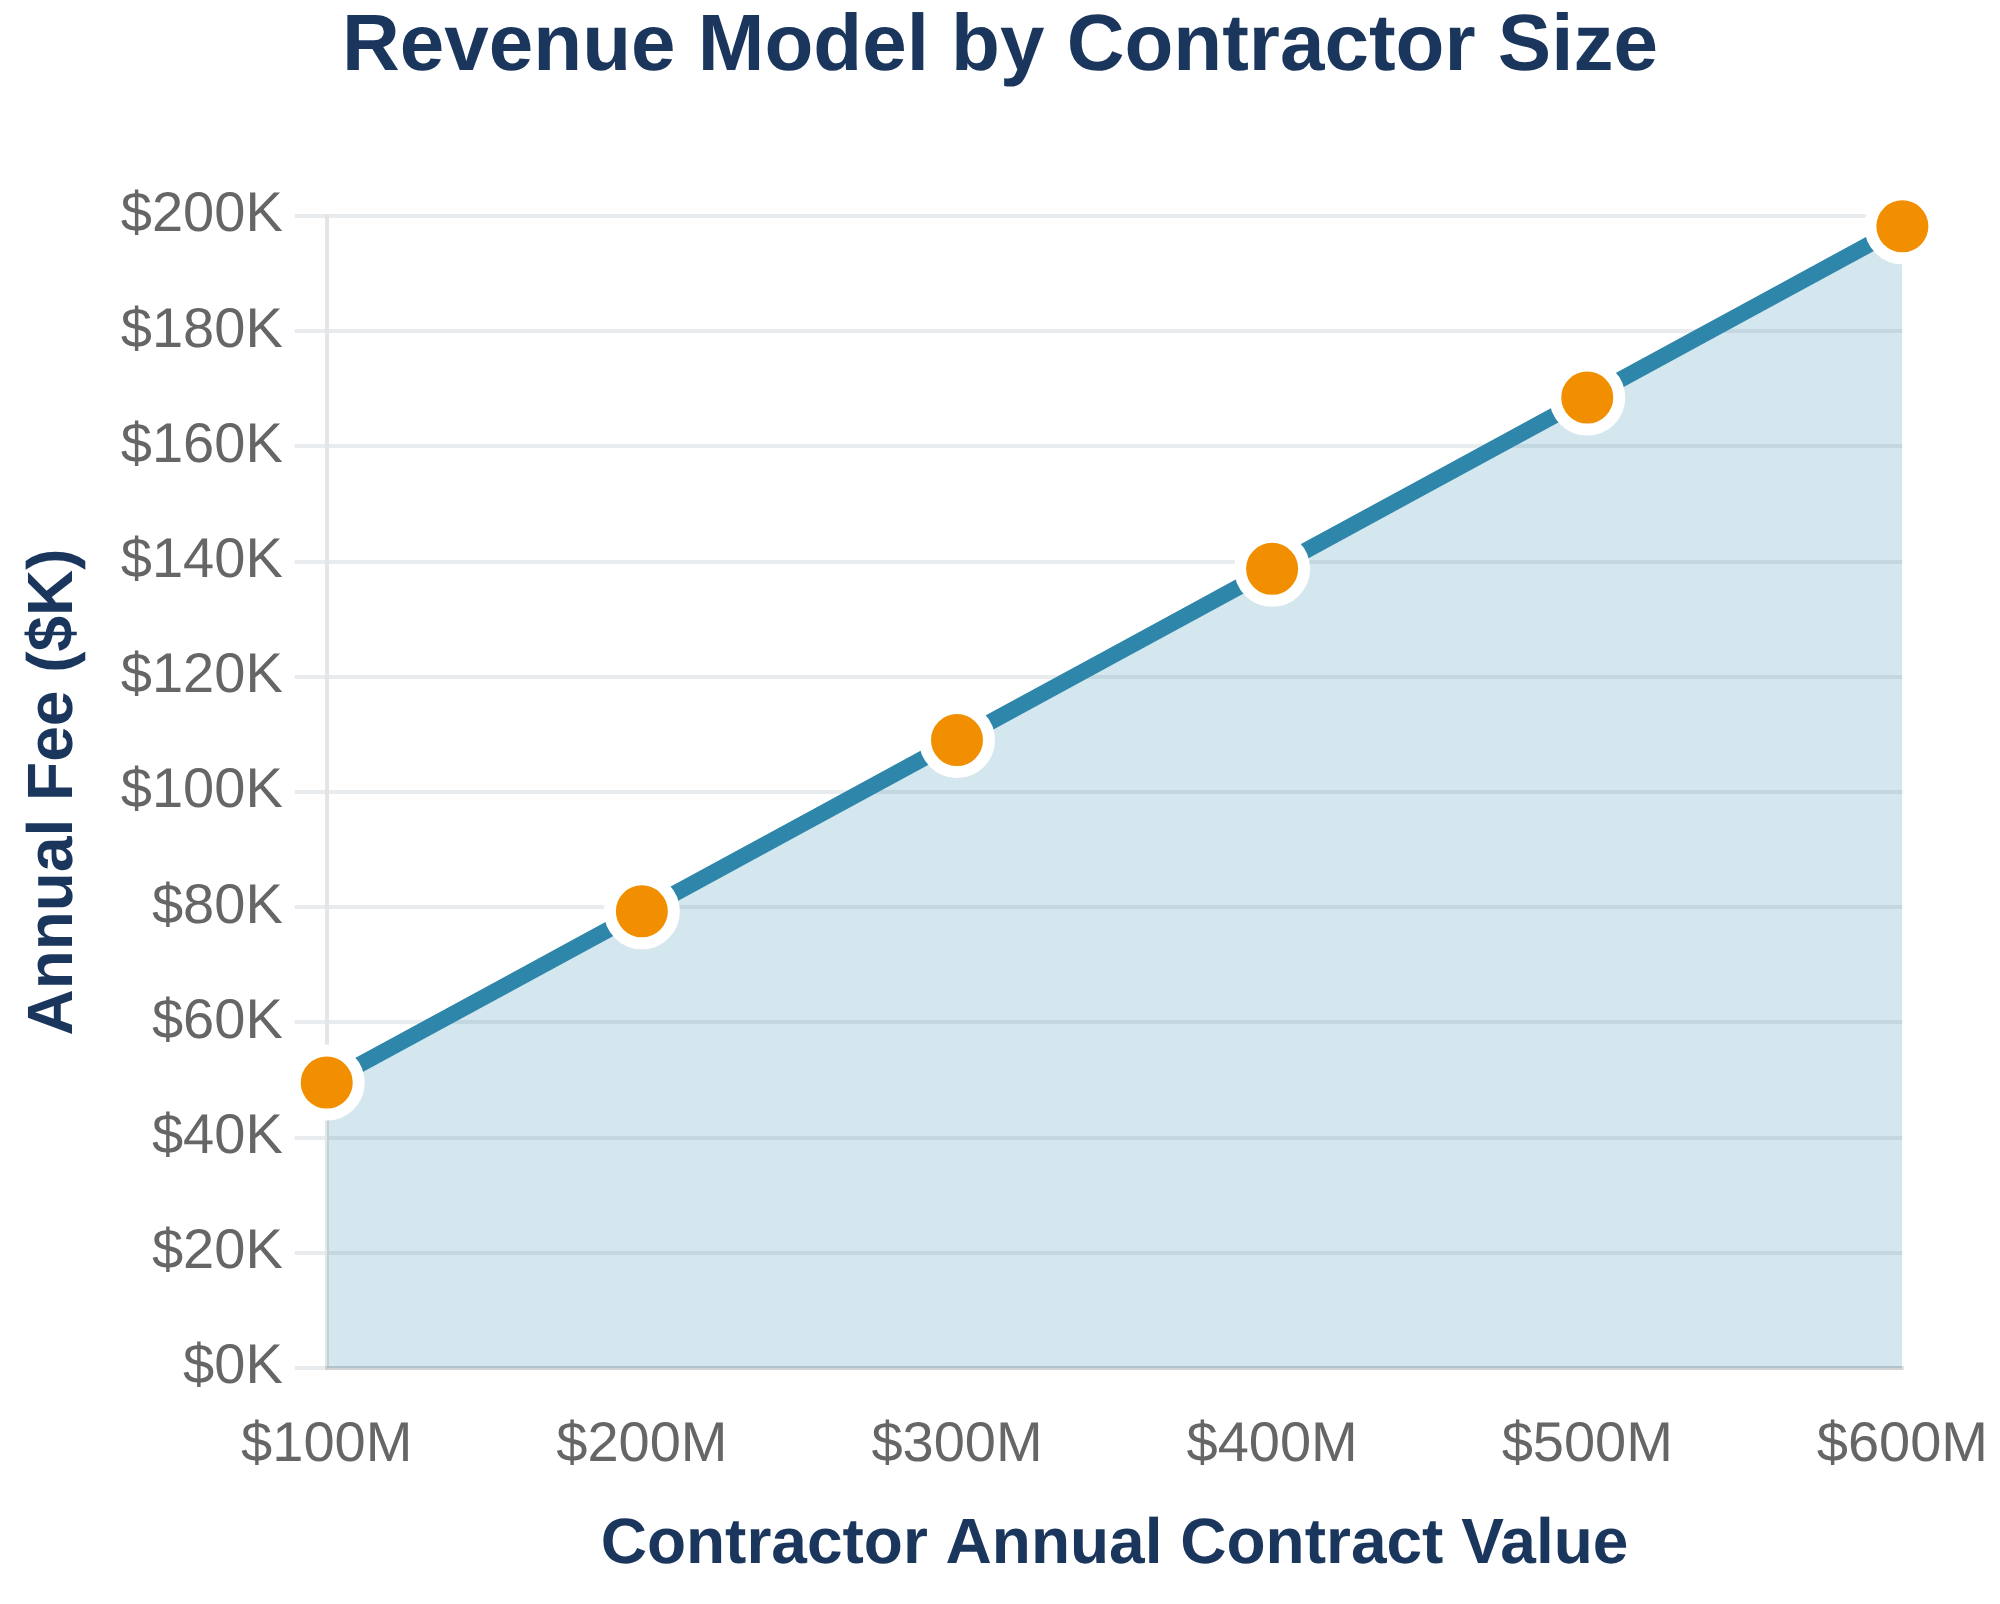 Revenue Model by Contractor Size
$200K
$180K
$160K
$140K
$120K
$100K
$80K
$60K
$40K
$20K
$0K
Annual Fee ($K)
$100M $200M $300M $400M $500M $600M
Contractor Annual Contract Value